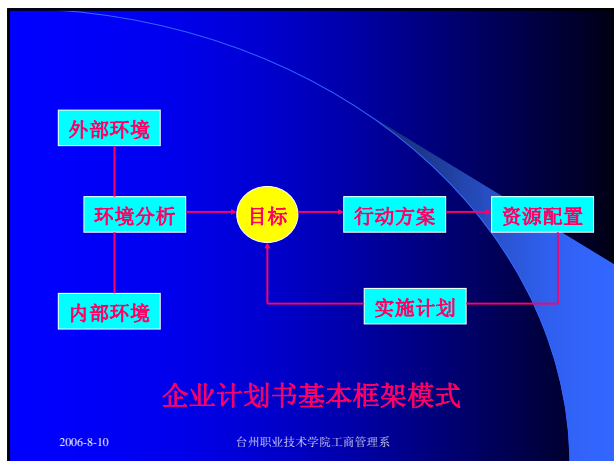 外部环境
环境分析
目标
行动方案
资源配置
内部环境
实施计划
企业计划书基本框架模式
2006-8-10
台州职业技术学院工商管理系